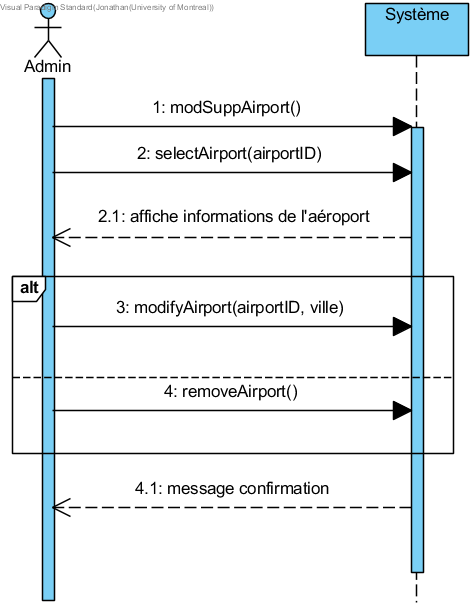 Visual Paradigm Standard(Jonathan(University of Montreal))
Système
Admin
1: modSuppAirport()
2: selectAirport(airportID)
2.1: affiche informations de l'aéroport
alt
3: modifyAirport(airportID, ville)
4: removeAirport()
4.1: message confirmation